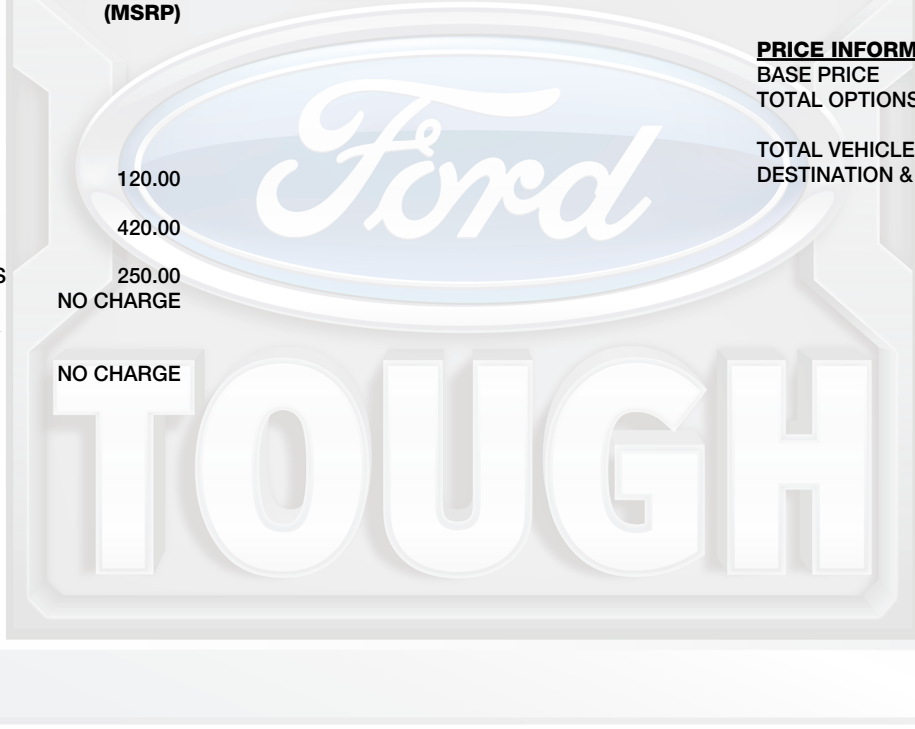 (MSRP)
120.00
420.00
250.00
NO CHARGE
NO CHARGE
PRICE INFORM
BASE PRICE
TOTAL OPTIONS
TOTAL VEHICLE
DESTINATION &
Ford
TOUGH